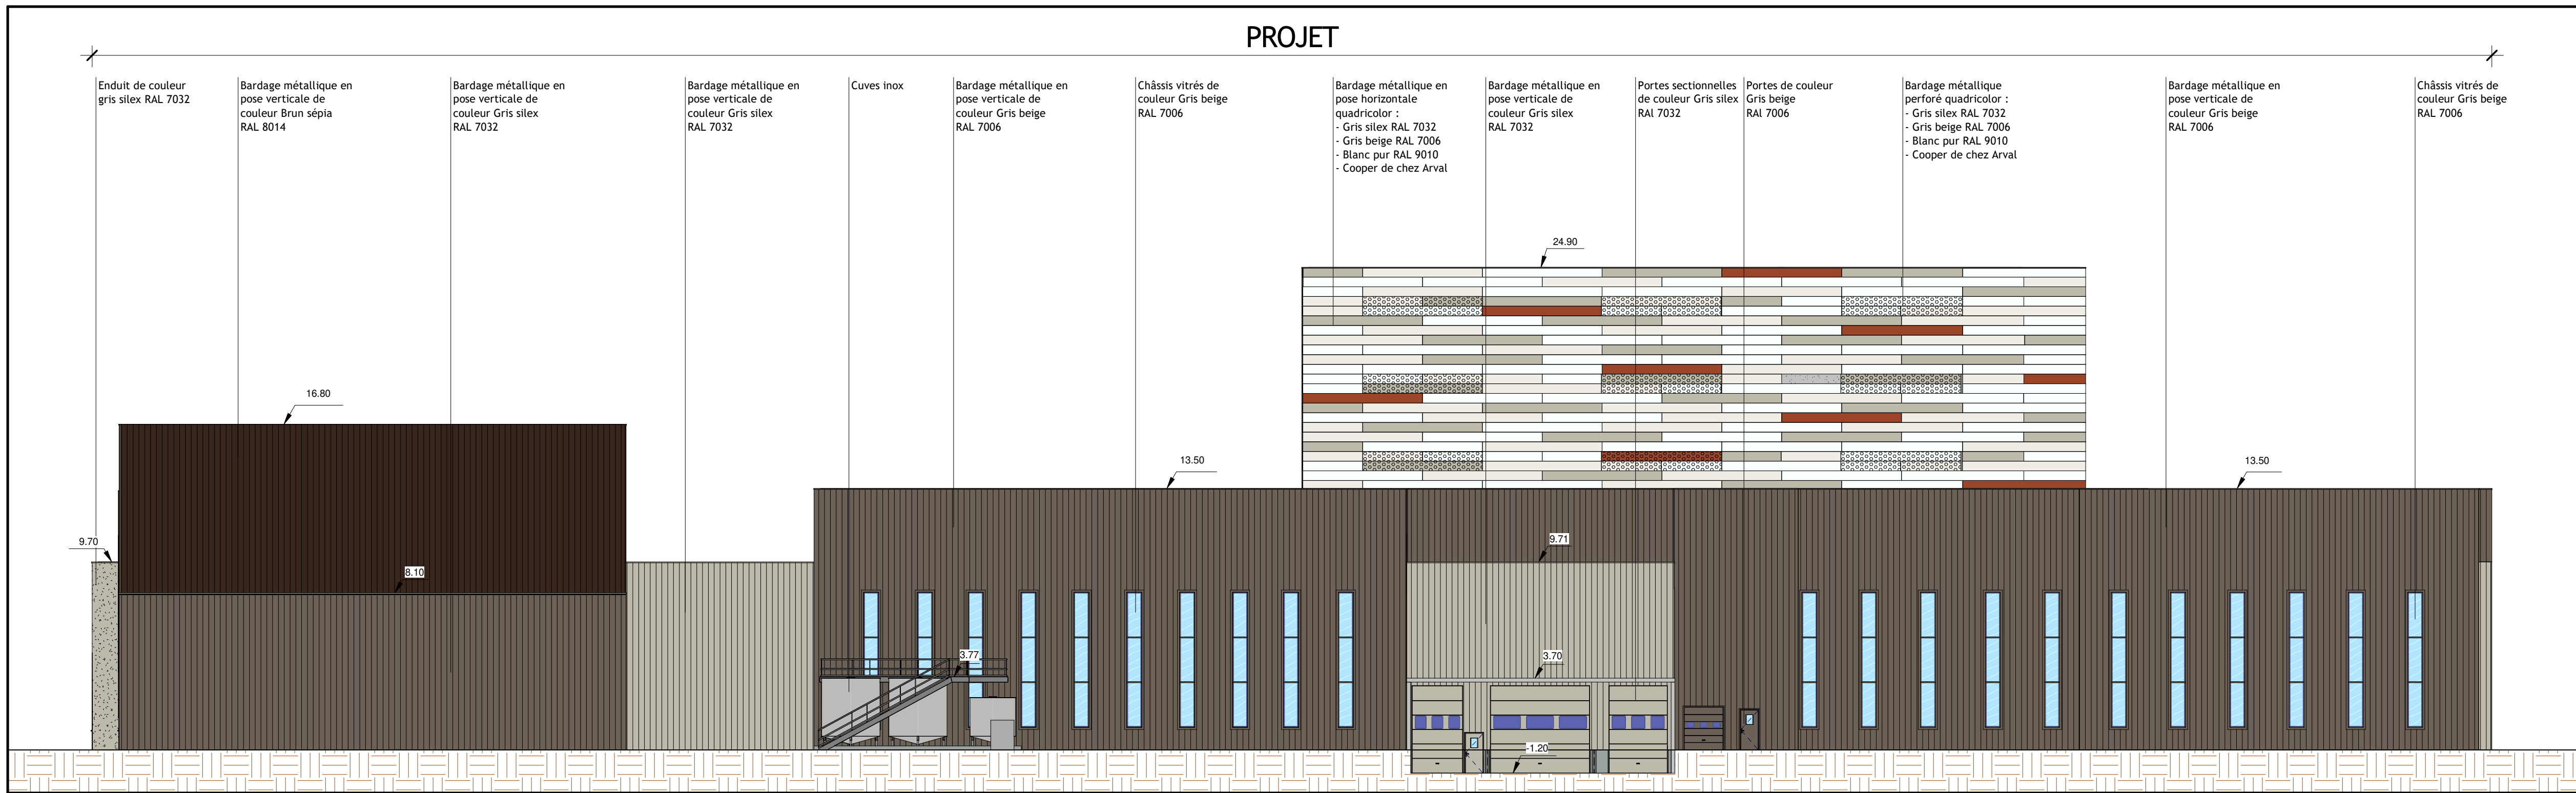 PROJET
Enduit de couleur
gris silex RAL 7032
Bardage métallique en
pose verticale de
couleur Brun sépia
RAL 8014
Bardage métallique en
pose verticale de
couleur Gris silex
RAL 7032
Bardage métallique en
pose verticale de
couleur Gris silex
RAL 7032
Cuves inox
Bardage métallique en
pose verticale de
couleur Gris beige
RAL 7006
Châssis vitrés de
couleur Gris beige
RAL 7006
Bardage métallique en
pose horizontale
quadricolor :
- Gris silex RAL 7032
- Gris beige RAL 7006
- Blanc pur RAL 9010
- Cooper de chez Arval
Bardage métallique en
pose verticale de
couleur Gris silex
RAL 7032
Portes sectionnelles
de couleur Gris silex
RAl 7032
Portes de couleur
Gris beige
RAl 7006
Bardage métallique
perforé quadricolor :
- Gris silex RAL 7032
- Gris beige RAL 7006
- Blanc pur RAL 9010
- Cooper de chez Arval
Bardage métallique en
pose verticale de
couleur Gris beige
RAL 7006
Châssis vitrés de
couleur Gris beige
RAL 7006
24.90
16.80
13.50
13.50
9.70
9.71
8.10
3.77
3.70
-1.20